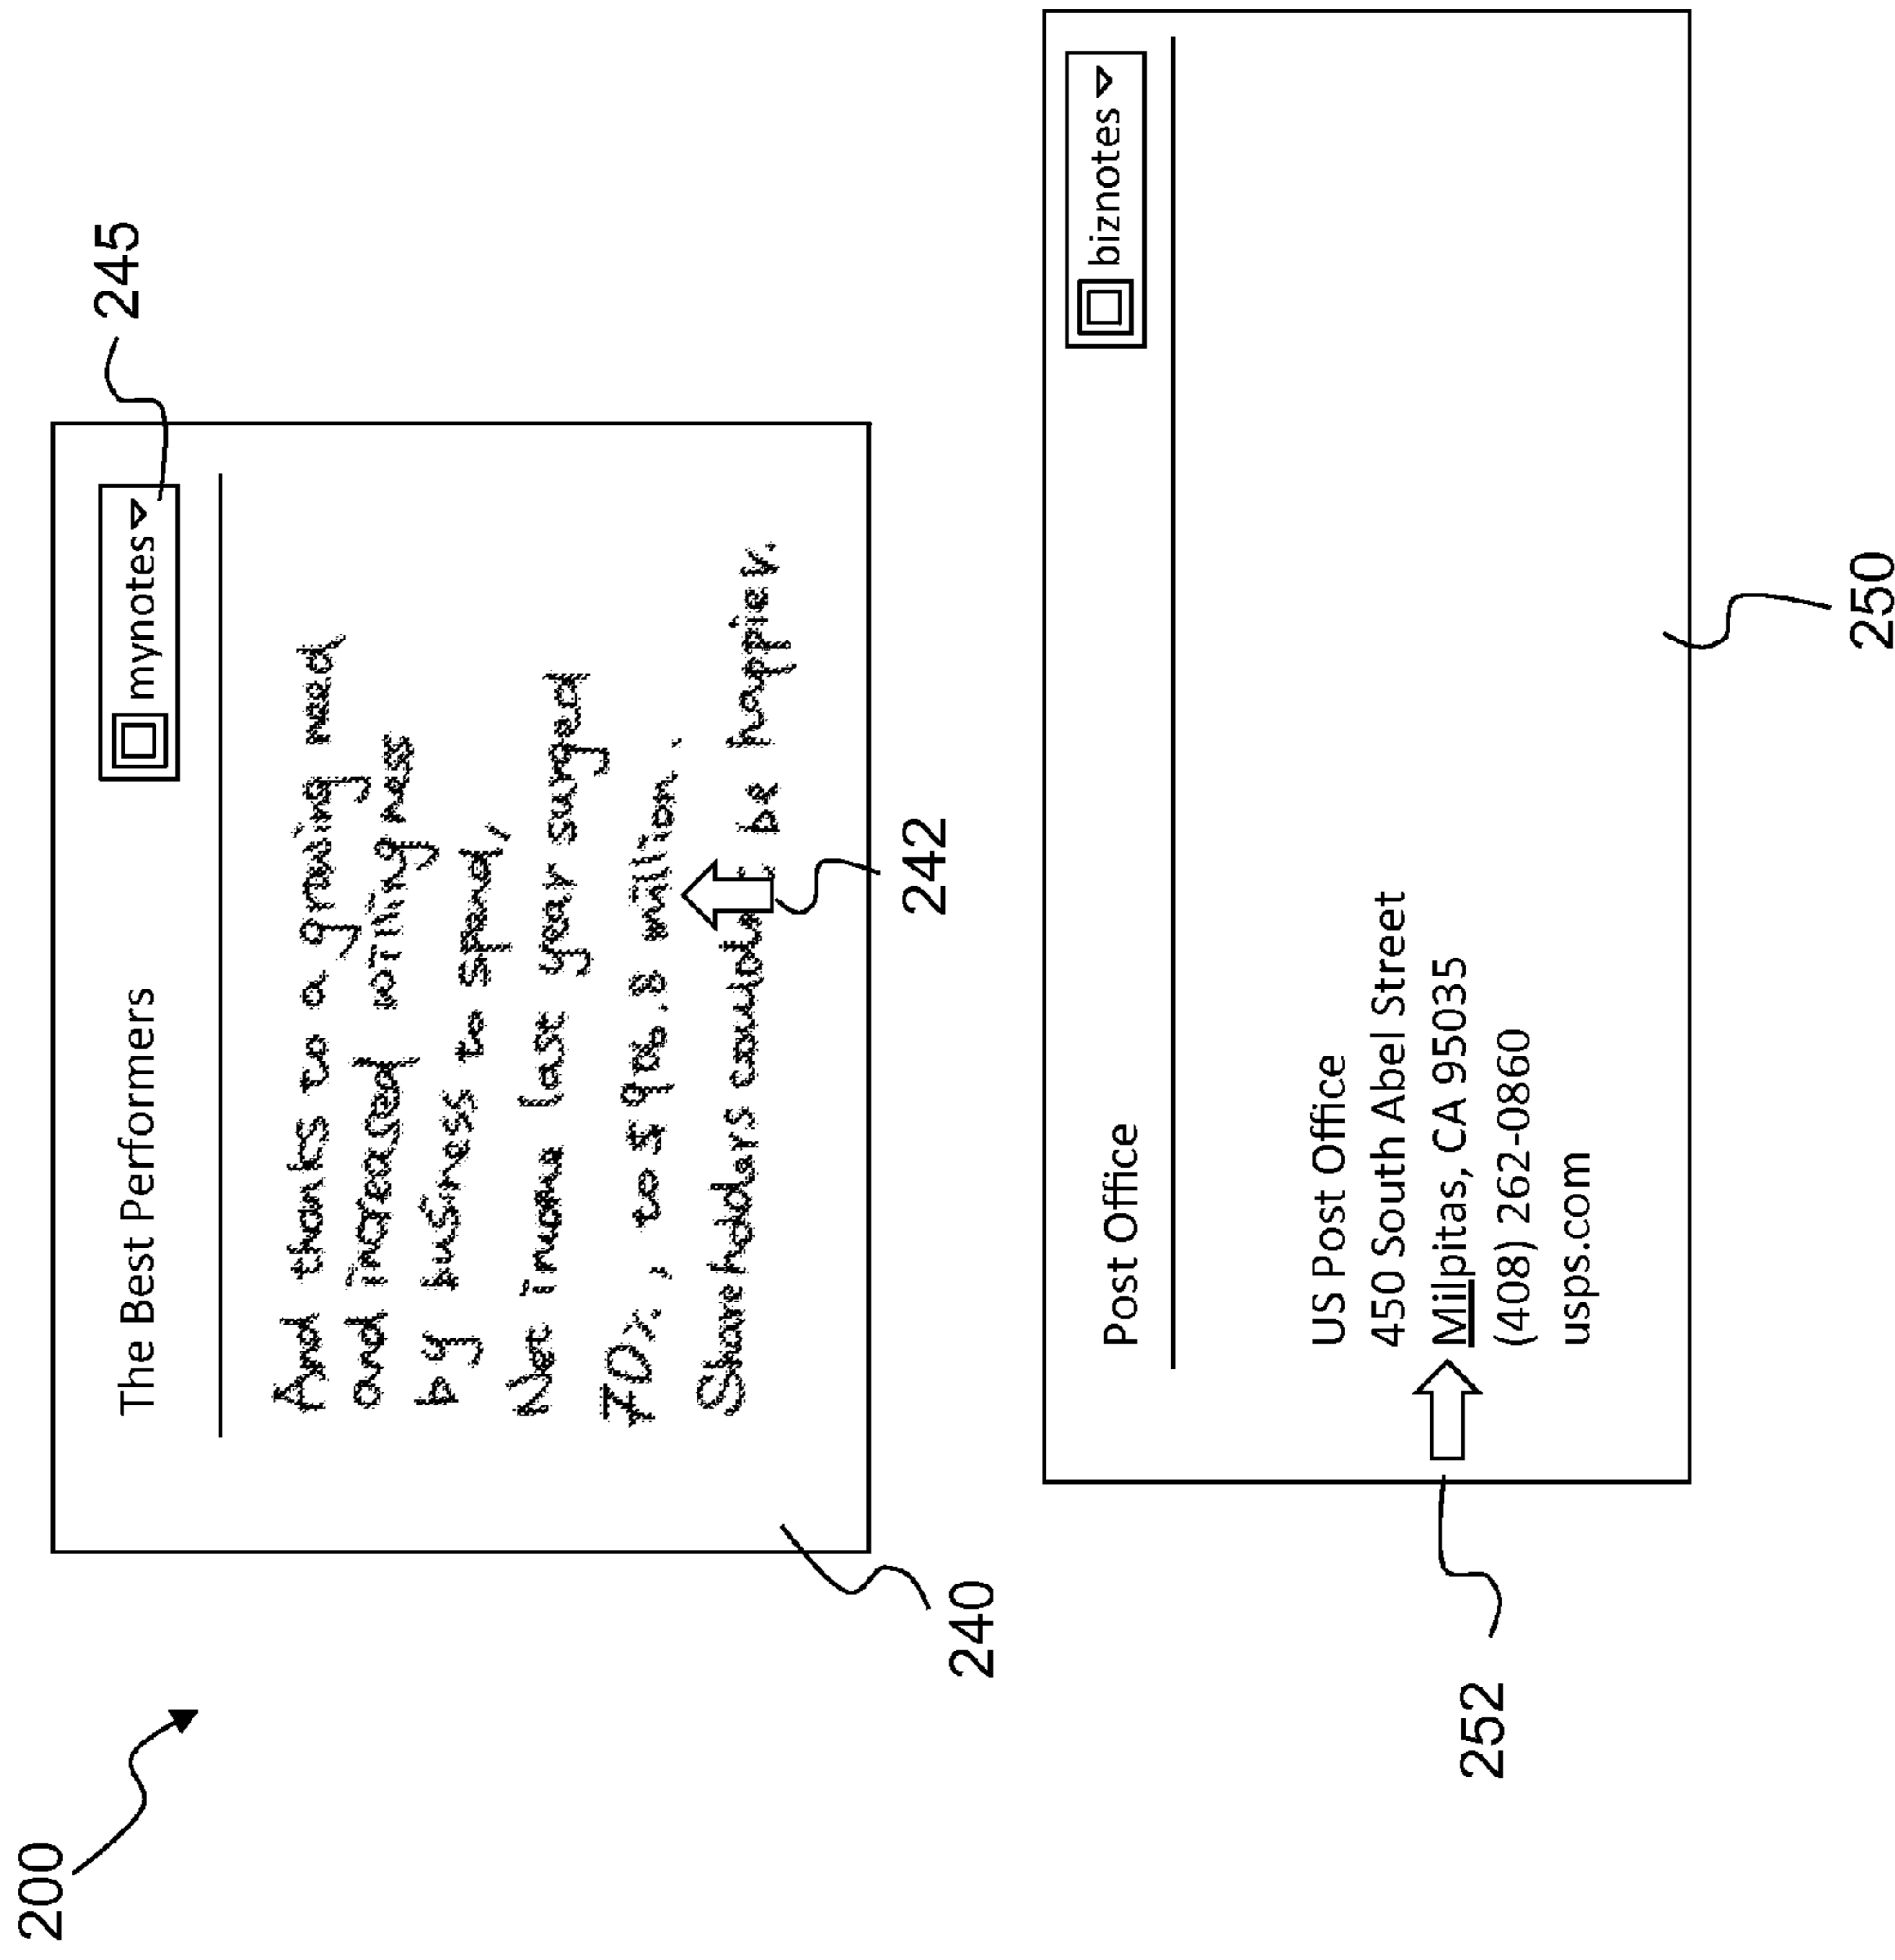 200
The Best Performers
mynotes
245
And thanks to a growing need
and increased willingness
by business to spend,
Net income last year surged
to $96.8 million.
Shareholders couldn't be happier.
242
240
Post Office
biznotes
US Post Office
450 South Abel Street
Milpitas, CA 95035
(408) 262-0860
usps.com
252
250